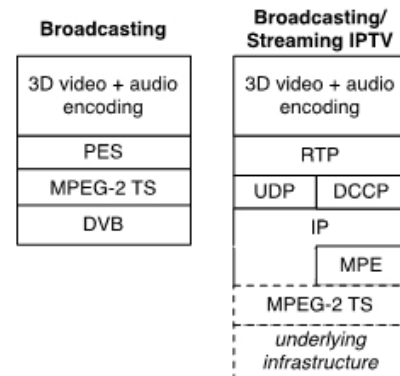 Broadcasting
3D video + audio
encoding
PES
MPEG-2 TS
DVB
Broadcasting/
Streaming IPTV
3D video + audio
encoding
RTP
UDP DCCP
IP
MPE
MPEG-2 TS
underlying
infrastructure